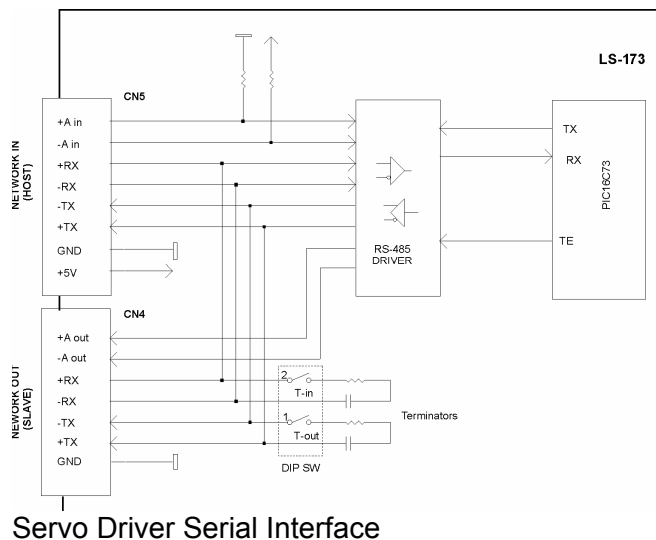 LS-173
CN5
NETWORK IN
(HOST)
+A in
-A in
+RX
-RX
-TX
+TX
GND
+5V
RS-485
DRIVER
TX
RX
TE
PIC16C73
CN4
NEWORK OUT
(SLAVE)
+A out
-A out
+RX
-RX
-TX
+TX
GND
2
T-in
1
T-out
DIP SW
Terminators
Servo Driver Serial Interface